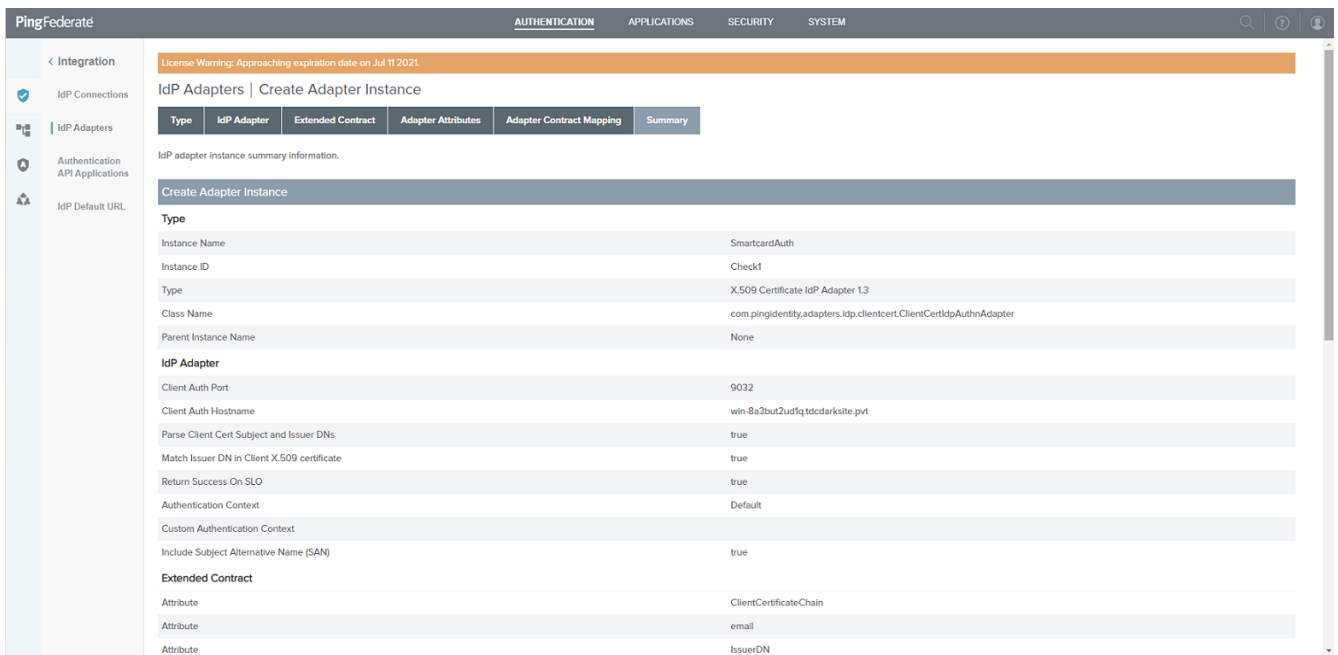 PingFederate
AUTHENTICATION
APPLICATIONS
SECURITY
SYSTEM
Integration
IdP Connections
IdP Adapters
Authentication
API Applications
IdP Default URL
License Warning: Approaching expiration date on Jul 11 2021.
IdP Adapters | Create Adapter Instance
Type IdP Adapter Extended Contract Adapter Attributes Adapter Contract Mapping Summary
IdP adapter instance summary information.
Create Adapter Instance
Type
Instance Name SmartcardAuth
Instance ID Check1
Type X.509 Certificate IdP Adapter 1.3
Class Name com.pingidentity.adapters.idp.clientcert.ClientCertIdpAuthnAdapter
Parent Instance Name None
IdP Adapter
Client Auth Port 9032
Client Auth Hostname win-8a3but2ud1q.tdcdarksite.pvt
Parse Client Cert Subject and Issuer DNs true
Match Issuer DN in Client X.509 certificate true
Return Success On SLO true
Authentication Context Default
Custom Authentication Context
Include Subject Alternative Name (SAN) true
Extended Contract
Attribute ClientCertificateChain
Attribute email
Attribute IssuerDN